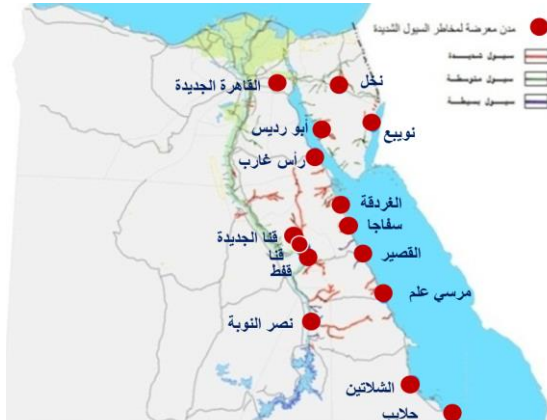 مدن معرضة لمخاطر السيول الشديدة
سيول شديدة
سيول متوسطة
سيول بسيطة
القاهرة الجديدة
نخل
أبو رديس
نويبع
رأس غارب
الغردقة
سفاجا
قنا الجديدة
قنا
قفط
القصير
مرسي علم
نصر النوبة
الشلاتين
حلايب